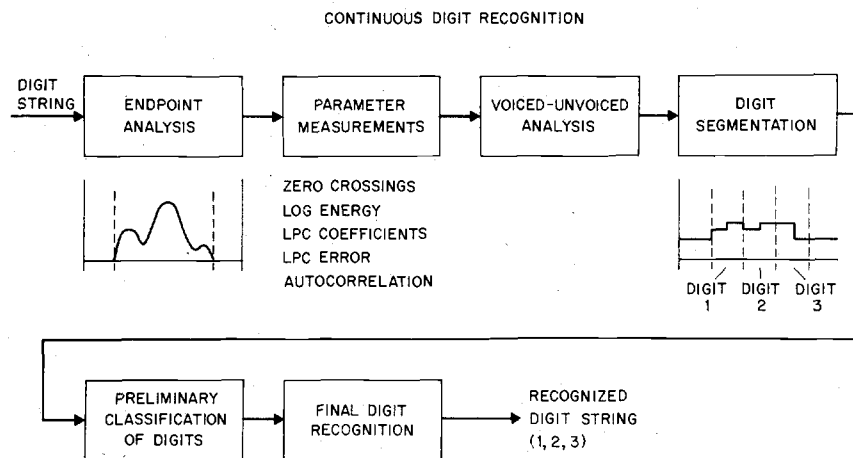 CONTINUOUS DIGIT RECOGNITION
DIGIT
STRING
ENDPOINT
ANALYSIS
PARAMETER
MEASUREMENTS
VOICED-UNVOICED
ANALYSIS
DIGIT
SEGMENTATION
ZERO CROSSINGS
LOG ENERGY
LPC COEFFICIENTS
LPC ERROR
AUTOCORRELATION
DIGIT
1
DIGIT
2
DIGIT
3
PRELIMINARY
CLASSIFICATION
OF DIGITS
FINAL DIGIT
RECOGNITION
RECOGNIZED
DIGIT STRING
(1, 2, 3)